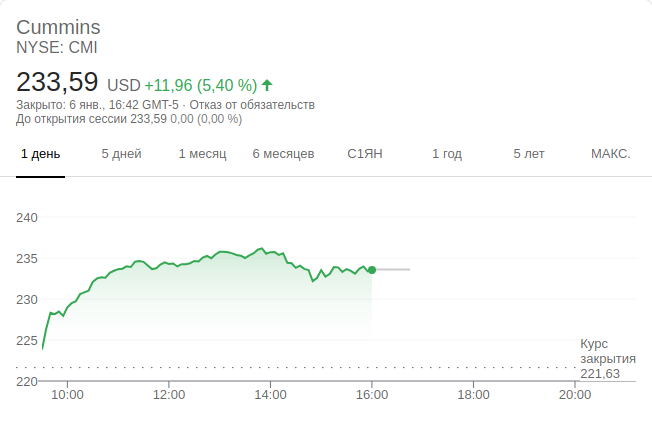 Cummins
NYSE: CMI
233,59 USD +11,96 (5,40 %)
Закрыто: 6 янв., 16:42 GMT-5 · Отказ от обязательств
До открытия сессии 233,59 0,00 (0,00 %)
1 день 5 дней 1 месяц 6 месяцев С1ЯН 1 год 5 лет МАКС.
240
235
230
225
Курс
закрытия
221,63
220
10:00 12:00 14:00 16:00 18:00 20:00